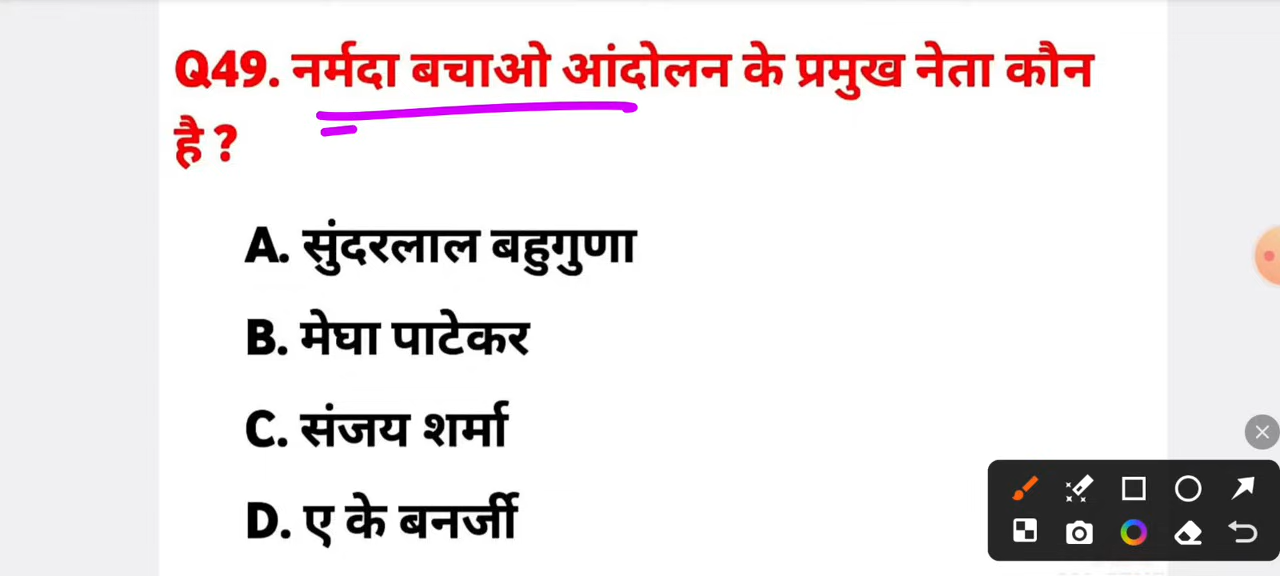 Q49. नर्मदा बचाओ आंदोलन के प्रमुख नेता कौन
है ?
A. सुंदरलाल बहुगुणा
B. मेघा पाटेकर
C. संजय शर्मा
D. ए के बनर्जी